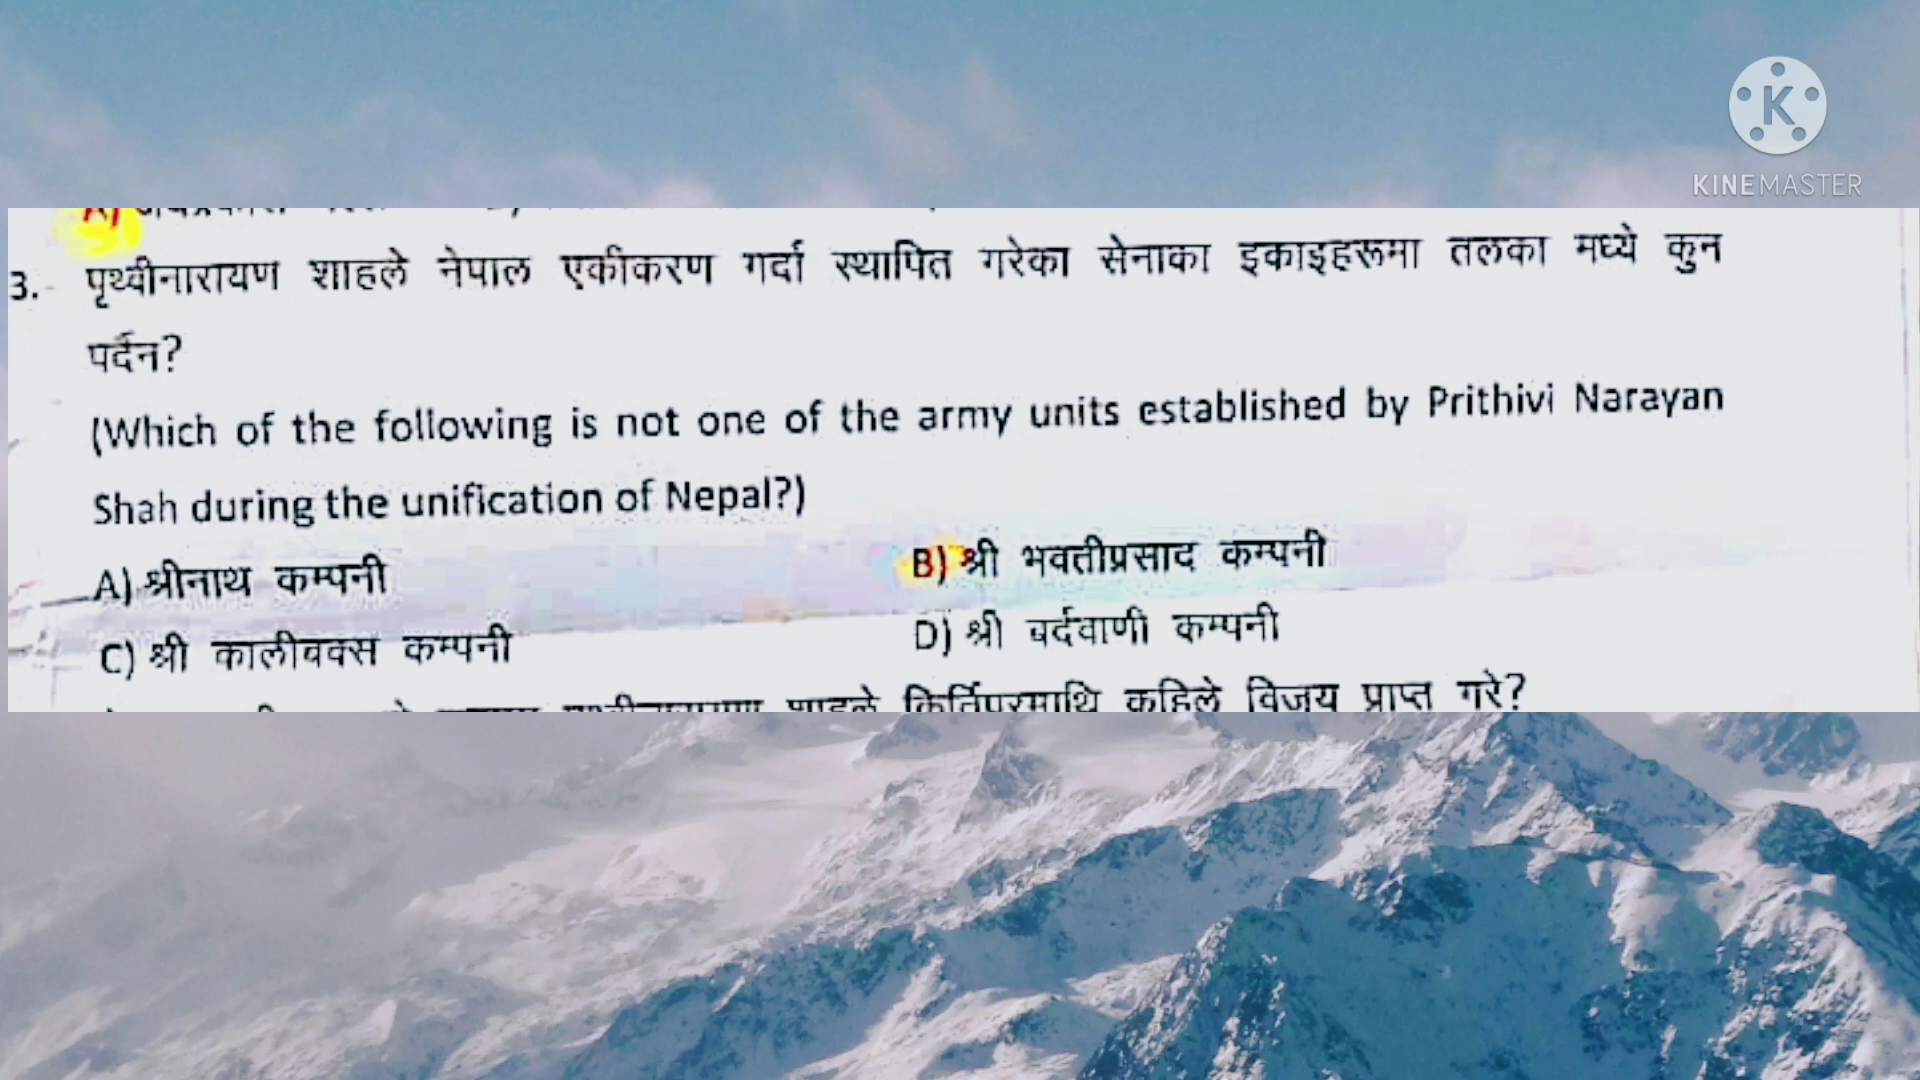 KINEMASTER
3. पृथ्वीनारायण शाहले नेपाल एकीकरण गर्दा स्थापित गरेका सेनाका इकाइहरूमा तलका मध्ये कुन
पर्दैन?
(Which of the following is not one of the army units established by Prithivi Narayan
Shah during the unification of Nepal?)
A) श्रीनाथ कम्पनी B) श्री भवतीप्रसाद कम्पनी
C) श्री कालीवक्स कम्पनी D) श्री बर्दवाणी कम्पनी
शाहले किर्तिपुरमाथि कहिले विजय प्राप्त गरे?